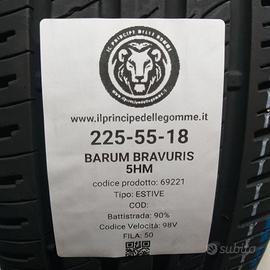 IL PRINCIPE DELLE GOMME
www.ilprincipedellegomme.it
225-55-18
BARUM BRAVURIS
5HM
codice prodotto: 69221
Tipo: ESTIVE
COD:
Battistrada: 90%
Codice Velocità: 98V
FILA: 50
subito